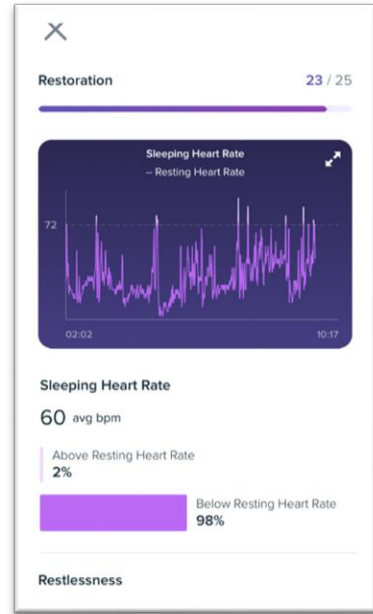 Restoration
23 / 25
Sleeping Heart Rate
-- Resting Heart Rate
72
02:02
10:17
Sleeping Heart Rate
60 avg bpm
Above Resting Heart Rate
2%
Below Resting Heart Rate
98%
Restlessness